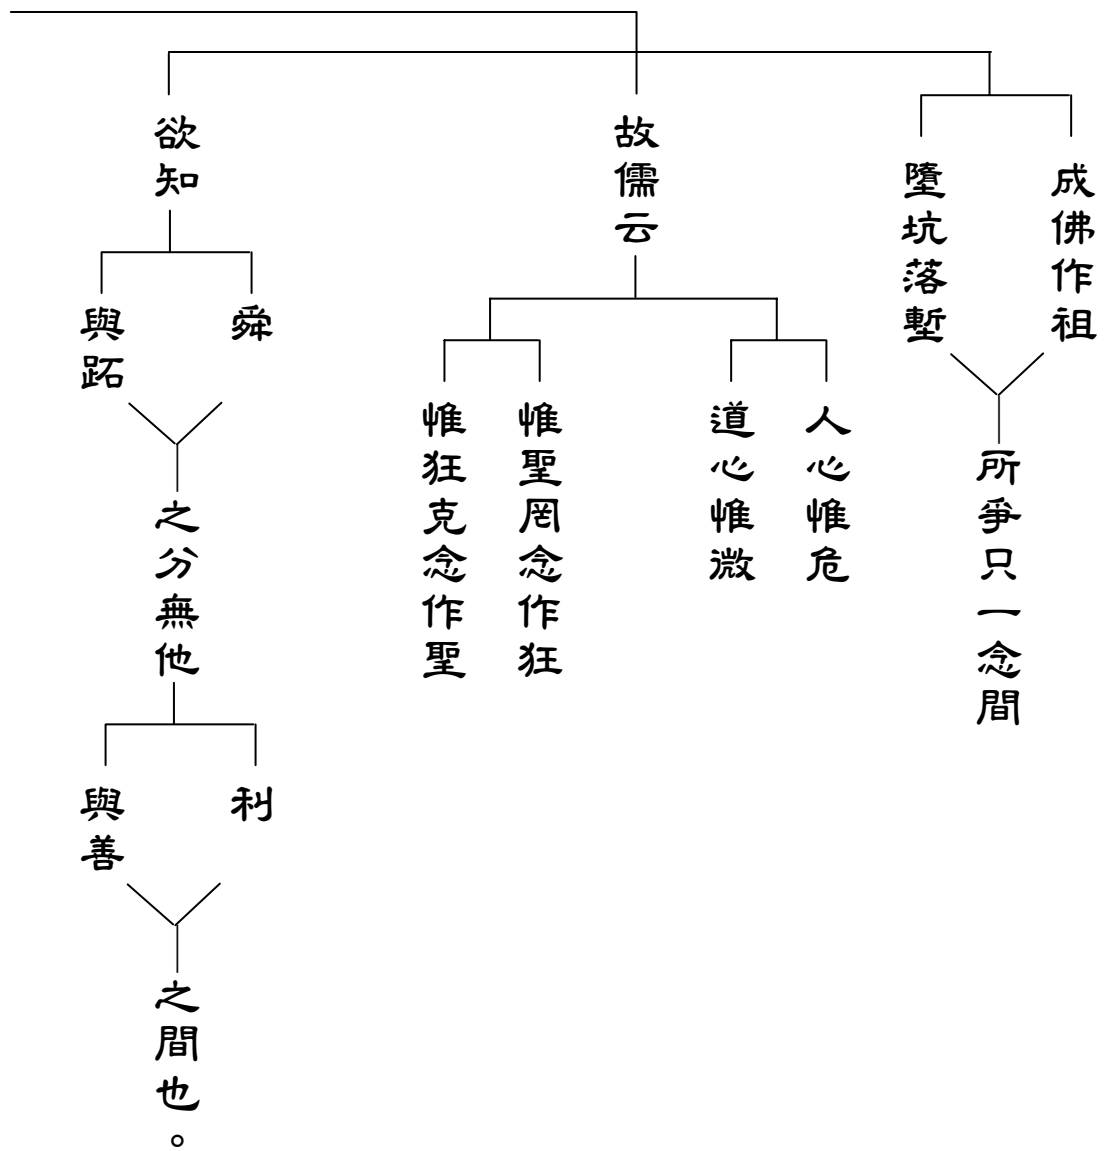 成佛作祖
墮坑落塹
所爭只一念間
故儒云
人心惟危
道心惟微
惟聖罔念作狂
惟狂克念作聖
欲知
舜
與跖
之分無他
利
與善
之間也。